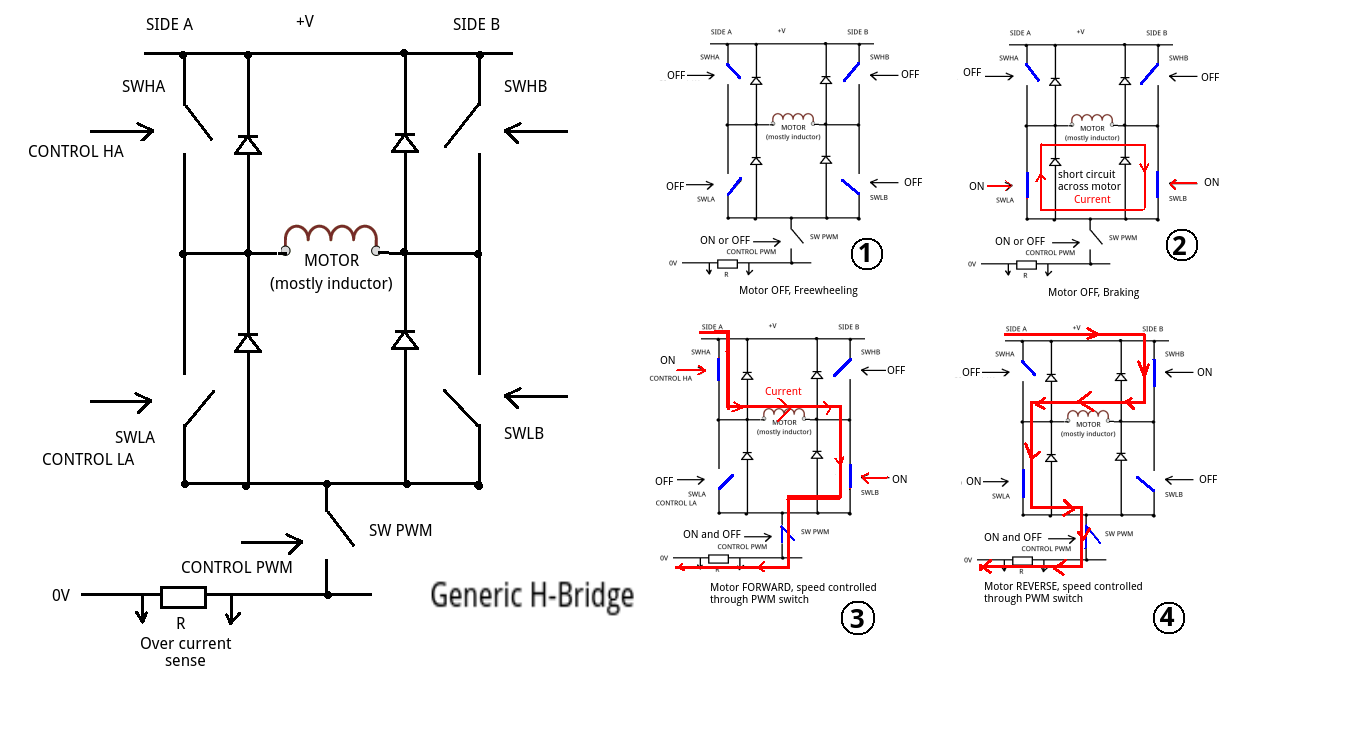 SIDE A
+V
SIDE B
SWHA
SWHB
CONTROL HA
MOTOR
(mostly inductor)
SWLA
SWLB
CONTROL LA
SW PWM
CONTROL PWM
0V
R
Over current
sense
Generic H-Bridge
SIDE A
+V
SIDE B
SWHA
SWHB
OFF
OFF
MOTOR
(mostly inductor)
OFF
OFF
SWLA
SWLB
ON or OFF
SW PWM
CONTROL PWM
0V
R
1
Motor OFF, Freewheeling
SIDE A
+V
SIDE B
SWHA
SWHB
OFF
OFF
MOTOR
(mostly inductor)
short circuit
across motor
Current
ON
ON
SWLA
SWLB
ON or OFF
SW PWM
CONTROL PWM
0V
R
2
Motor OFF, Braking
SIDE A
+V
SIDE B
SWHA
SWHB
ON
CONTROL HA
OFF
Current
MOTOR
(mostly inductor)
OFF
ON
SWLA
SWLB
CONTROL LA
ON and OFF
SW PWM
CONTROL PWM
0V
R
Motor FORWARD, speed controlled
through PWM switch
3
SIDE A
+V
SIDE B
SWHA
SWHB
OFF
ON
MOTOR
(mostly inductor)
ON
OFF
SWLA
SWLB
ON and OFF
SW PWM
CONTROL PWM
0V
R
Motor REVERSE, speed controlled
through PWM switch
4